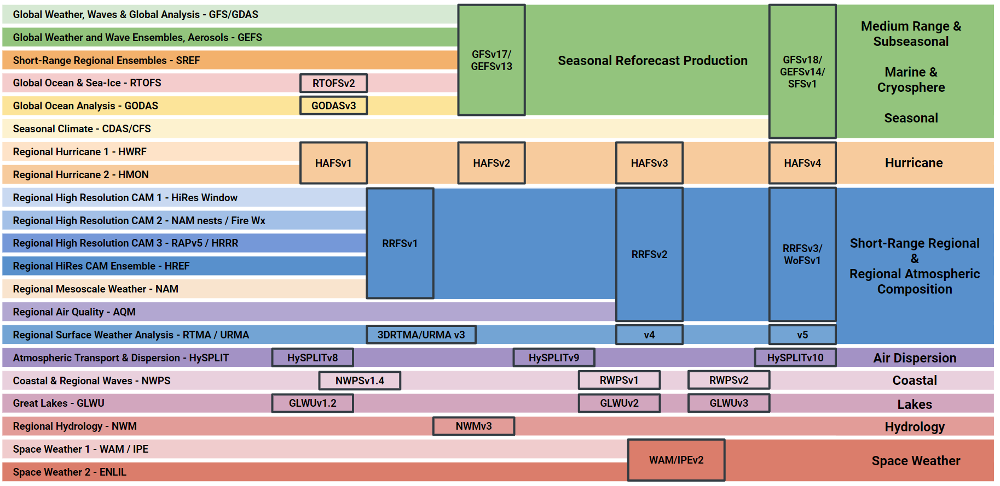 Global Weather, Waves & Global Analysis - GFS/GDAS
Global Weather and Wave Ensembles, Aerosols - GEFS
Short-Range Regional Ensembles - SREF
Global Ocean & Sea-Ice - RTOFS
RTOFSv2
Global Ocean Analysis - GODAS
GODASv3
GFSv17/
GEFSv13
Seasonal Reforecast Production
GFSv18/
GEFSv14/
SFSv1
Medium Range &
Subseasonal
Marine &
Cryosphere
Seasonal
Seasonal Climate - CDAS/CFS
Regional Hurricane 1 - HWRF
Regional Hurricane 2 - HMON
HAFSv1
HAFSv2
HAFSv3
HAFSv4
Hurricane
Regional High Resolution CAM 1 - HiRes Window
Regional High Resolution CAM 2 - NAM nests / Fire Wx
Regional High Resolution CAM 3 - RAPv5 / HRRR
Regional HiRes CAM Ensemble - HREF
Regional Mesoscale Weather - NAM
Regional Air Quality - AQM
RRFSv1
RRFSv2
RRFSv3/
WoFSv1
Short-Range Regional
&
Regional Atmospheric
Composition
Regional Surface Weather Analysis - RTMA / URMA
3DRTMA/URMA v3
v4
v5
Atmospheric Transport & Dispersion - HySPLIT
HySPLITv8
HySPLITv9
HySPLITv10
Air Dispersion
Coastal & Regional Waves - NWPS
NWPSv1.4
RWPSv1
RWPSv2
Coastal
Great Lakes - GLWU
GLWUv1.2
GLWUv2
GLWUv3
Lakes
Regional Hydrology - NWM
NWMv3
Hydrology
Space Weather 1 - WAM / IPE
Space Weather 2 - ENLIL
WAM/IPEv2
Space Weather